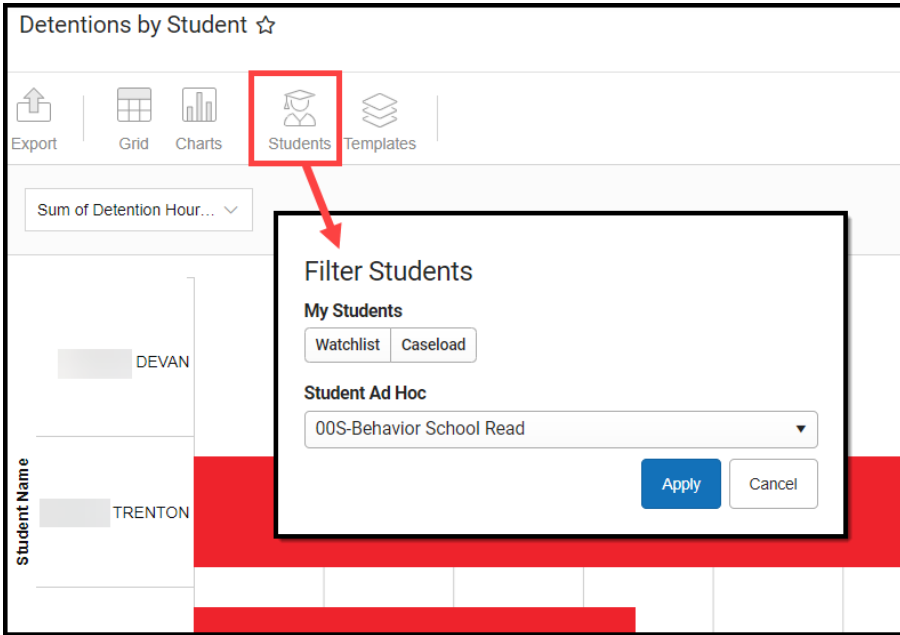 Detentions by Student
Export Grid Charts Students Templates
Sum of Detention Hour...
Filter Students
My Students
Watchlist Caseload
Student Ad Hoc
00S-Behavior School Read
Apply Cancel
Student Name
DEVAN
TRENTON